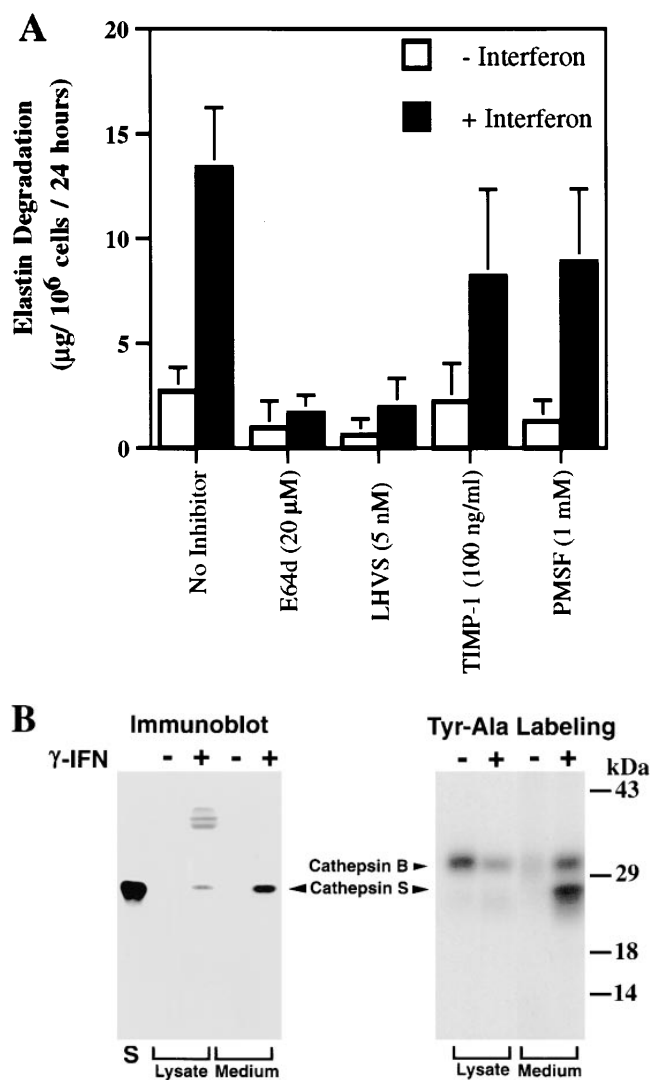 A
Elastin Degradation
(µg/ 10⁶ cells / 24 hours)
20
15
10
5
0
- Interferon
+ Interferon
No Inhibitor
E64d (20 µM)
LHVS (5 nM)
TIMP-1 (100 ng/ml)
PMSF (1 mM)
B
Immunoblot
Tyr-Ala Labeling
γ-IFN - + - +
- + - + kDa
43
Cathepsin B
29
Cathepsin S
18
14
S Lysate Medium
Lysate Medium